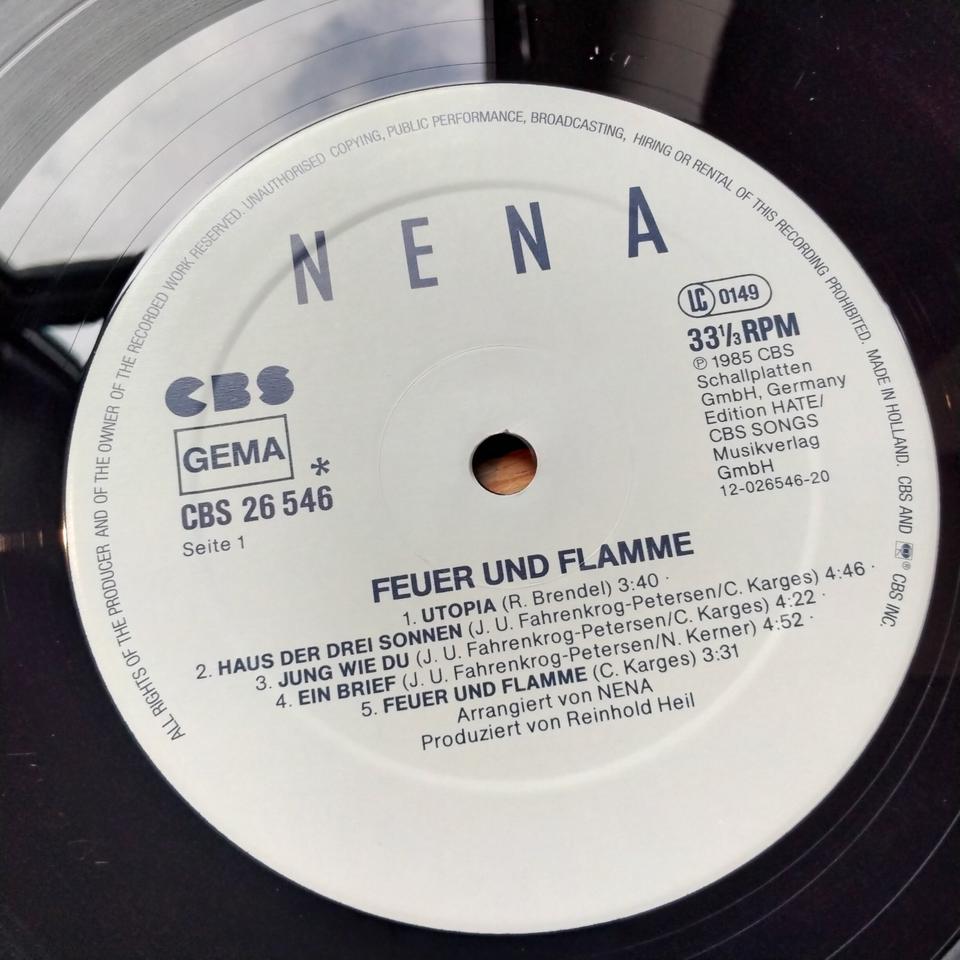 ALL RIGHTS OF THE PRODUCER AND OF THE OWNER OF THE RECORDED WORK RESERVED. UNAUTHORISED COPYING, PUBLIC PERFORMANCE, BROADCASTING, HIRING OR RENTAL OF THIS RECORDING PROHIBITED. MADE IN HOLLAND. CBS AND ® CBS INC.
NENA
LC 0149
33⅓ RPM
℗ 1985 CBS
Schallplatten
GmbH, Germany
Edition HATE/
CBS SONGS
Musikverlag
GmbH
12-026546-20
CBS
GEMA
*
CBS 26 546
Seite 1
FEUER UND FLAMME
1. UTOPIA (R. Brendel) 3:40 ·
2. HAUS DER DREI SONNEN (J. U. Fahrenkrog-Petersen/C. Karges) 4:46 ·
3. JUNG WIE DU (J. U. Fahrenkrog-Petersen/C. Karges) 4:22 ·
4. EIN BRIEF (J. U. Fahrenkrog-Petersen/N. Kerner) 4:52 ·
5. FEUER UND FLAMME (C. Karges) 3:31
Arrangiert von NENA
Produziert von Reinhold Heil